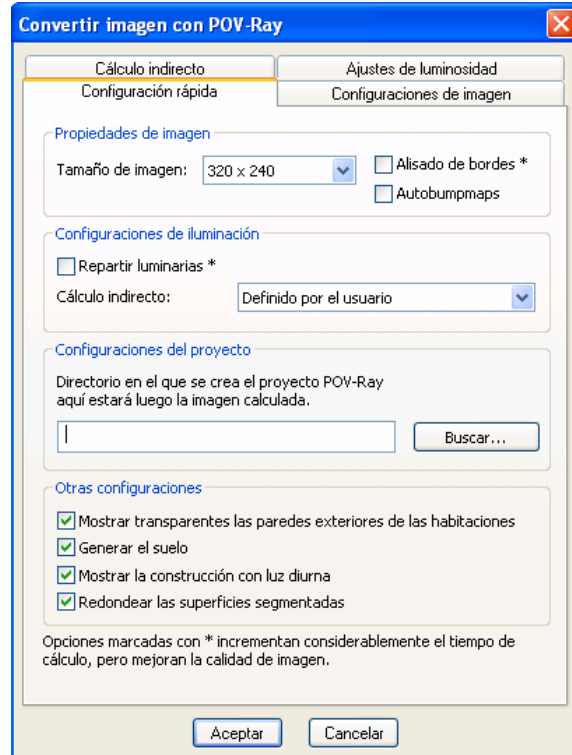 Convertir imagen con POV-Ray
Cálculo indirecto
Ajustes de luminosidad
Configuración rápida
Configuraciones de imagen
Propiedades de imagen
Tamaño de imagen:
320 x 240
Alisado de bordes *
Autobumpmaps
Configuraciones de iluminación
Repartir luminarias *
Cálculo indirecto:
Definido por el usuario
Configuraciones del proyecto
Directorio en el que se crea el proyecto POV-Ray
aquí estará luego la imagen calculada.
Buscar...
Otras configuraciones
Mostrar transparentes las paredes exteriores de las habitaciones
Generar el suelo
Mostrar la construcción con luz diurna
Redondear las superficies segmentadas
Opciones marcadas con * incrementan considerablemente el tiempo de
cálculo, pero mejoran la calidad de imagen.
Aceptar
Cancelar